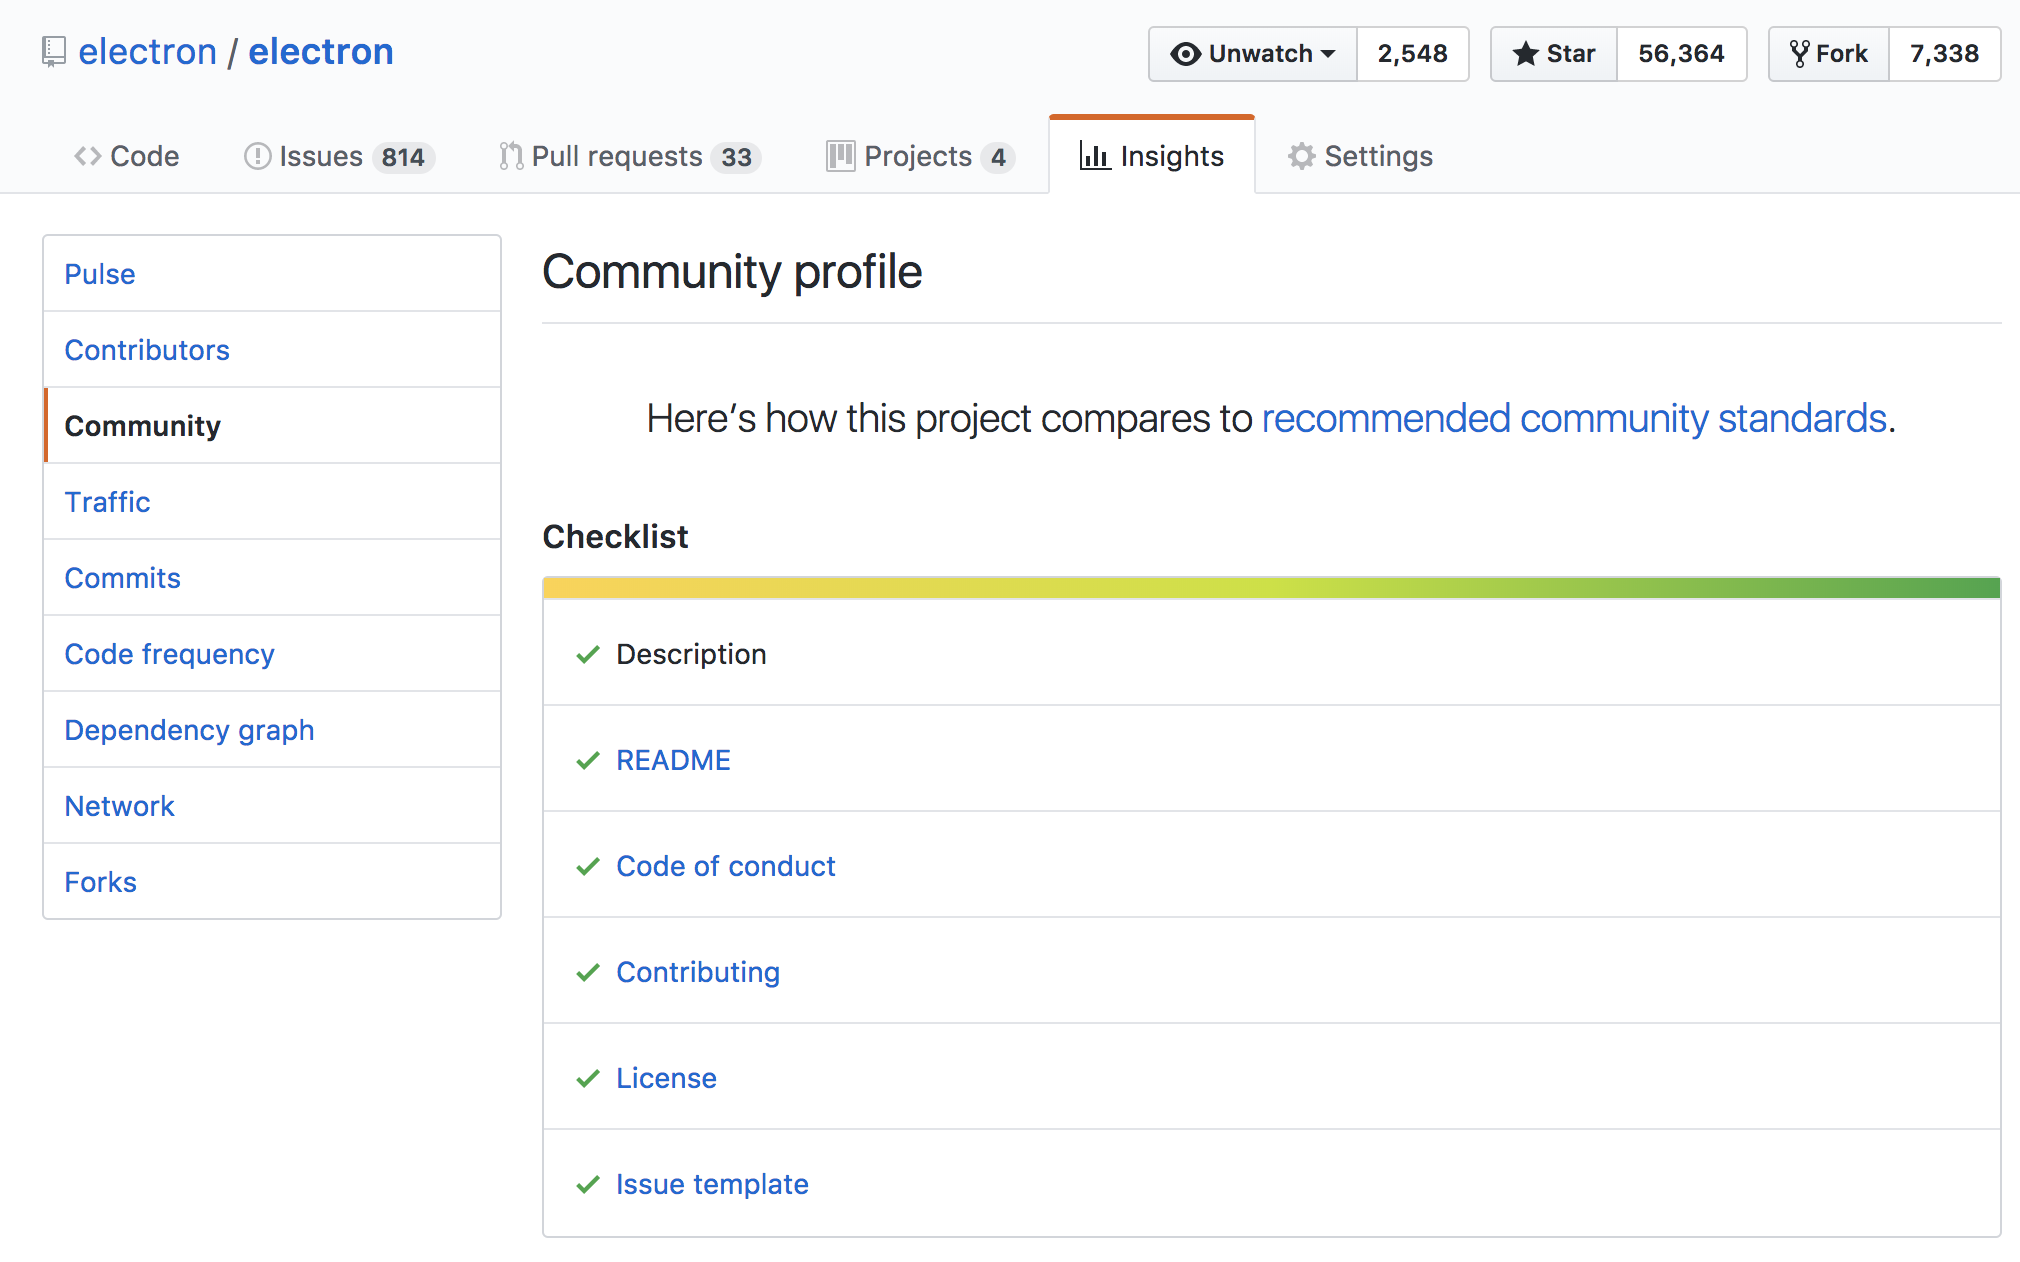 electron / electron
Unwatch 2,548 Star 56,364 Fork 7,338
Code Issues 814 Pull requests 33 Projects 4 Insights Settings
Pulse
Contributors
Community
Traffic
Commits
Code frequency
Dependency graph
Network
Forks
Community profile
Here’s how this project compares to recommended community standards.
Checklist
Description
README
Code of conduct
Contributing
License
Issue template